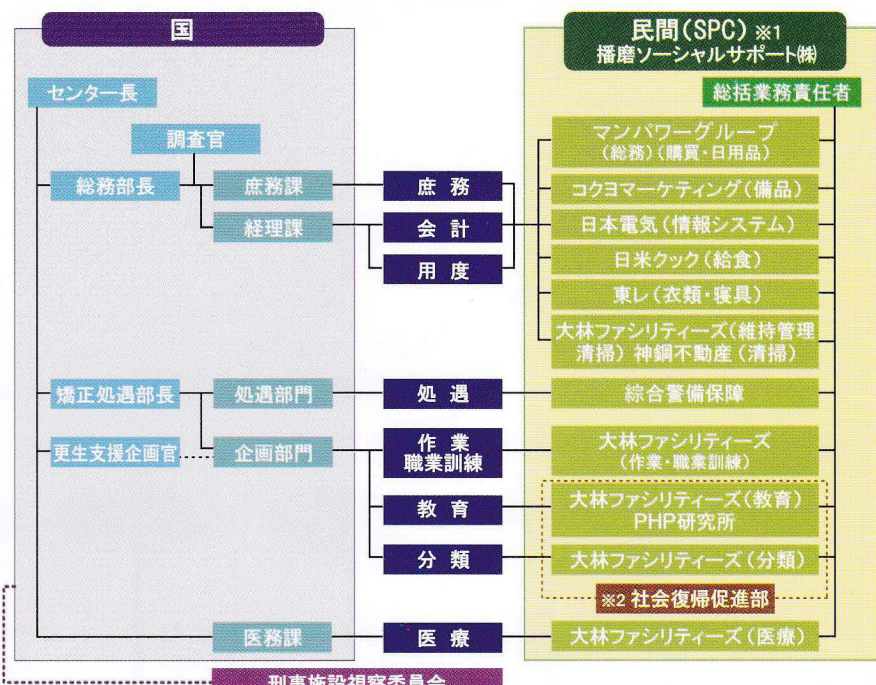 国
民間(SPC) ※1
播磨ソーシャルサポート㈱
センター長
総括業務責任者
調査官
マンパワーグループ
(総務)(購買・日用品)
総務部長
庶務課
庶務
コクヨマーケティング(備品)
経理課
会計
日本電気(情報システム)
用度
日米クック(給食)
東レ(衣類・寝具)
大林ファシリティーズ(維持管理
清掃) 神鋼不動産(清掃)
矯正処遇部長
処遇部門
処遇
綜合警備保障
更生支援企画官
企画部門
作業
職業訓練
大林ファシリティーズ
(作業・職業訓練)
教育
大林ファシリティーズ(教育)
PHP研究所
分類
大林ファシリティーズ(分類)
※2 社会復帰促進部
医務課
医療
大林ファシリティーズ(医療)
刑事施設視察委員会